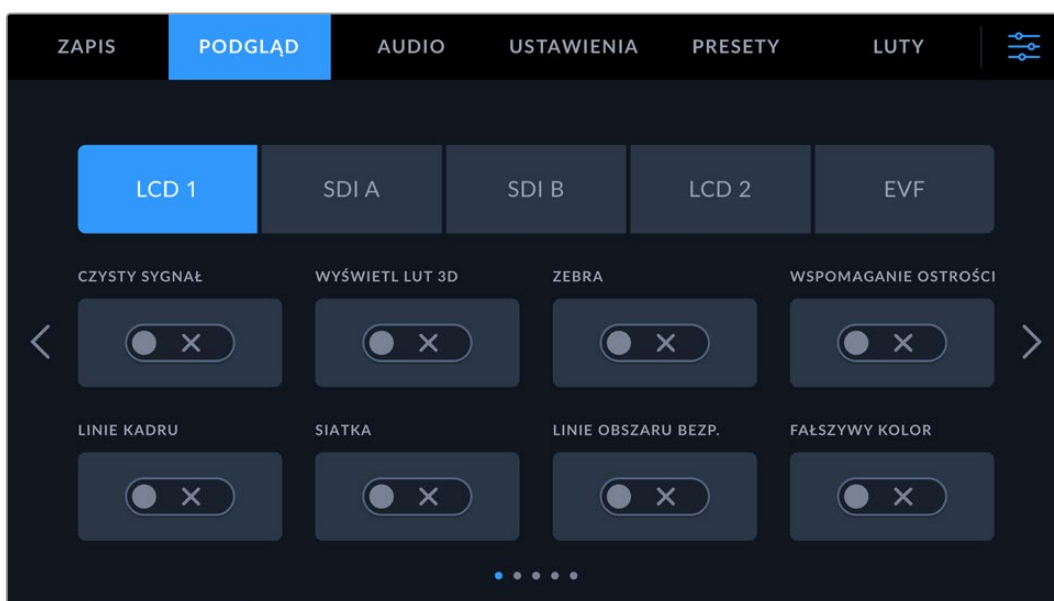 ZAPIS PODGLĄD AUDIO USTAWIENIA PRESETY LUTY
LCD 1 SDI A SDI B LCD 2 EVF
CZYSTY SYGNAŁ WYŚWIETL LUT 3D ZEBRA WSPOMAGANIE OSTROŚCI
LINIE KADRU SIATKA LINIE OBSZARU BEZP. FAŁSZYWY KOLOR